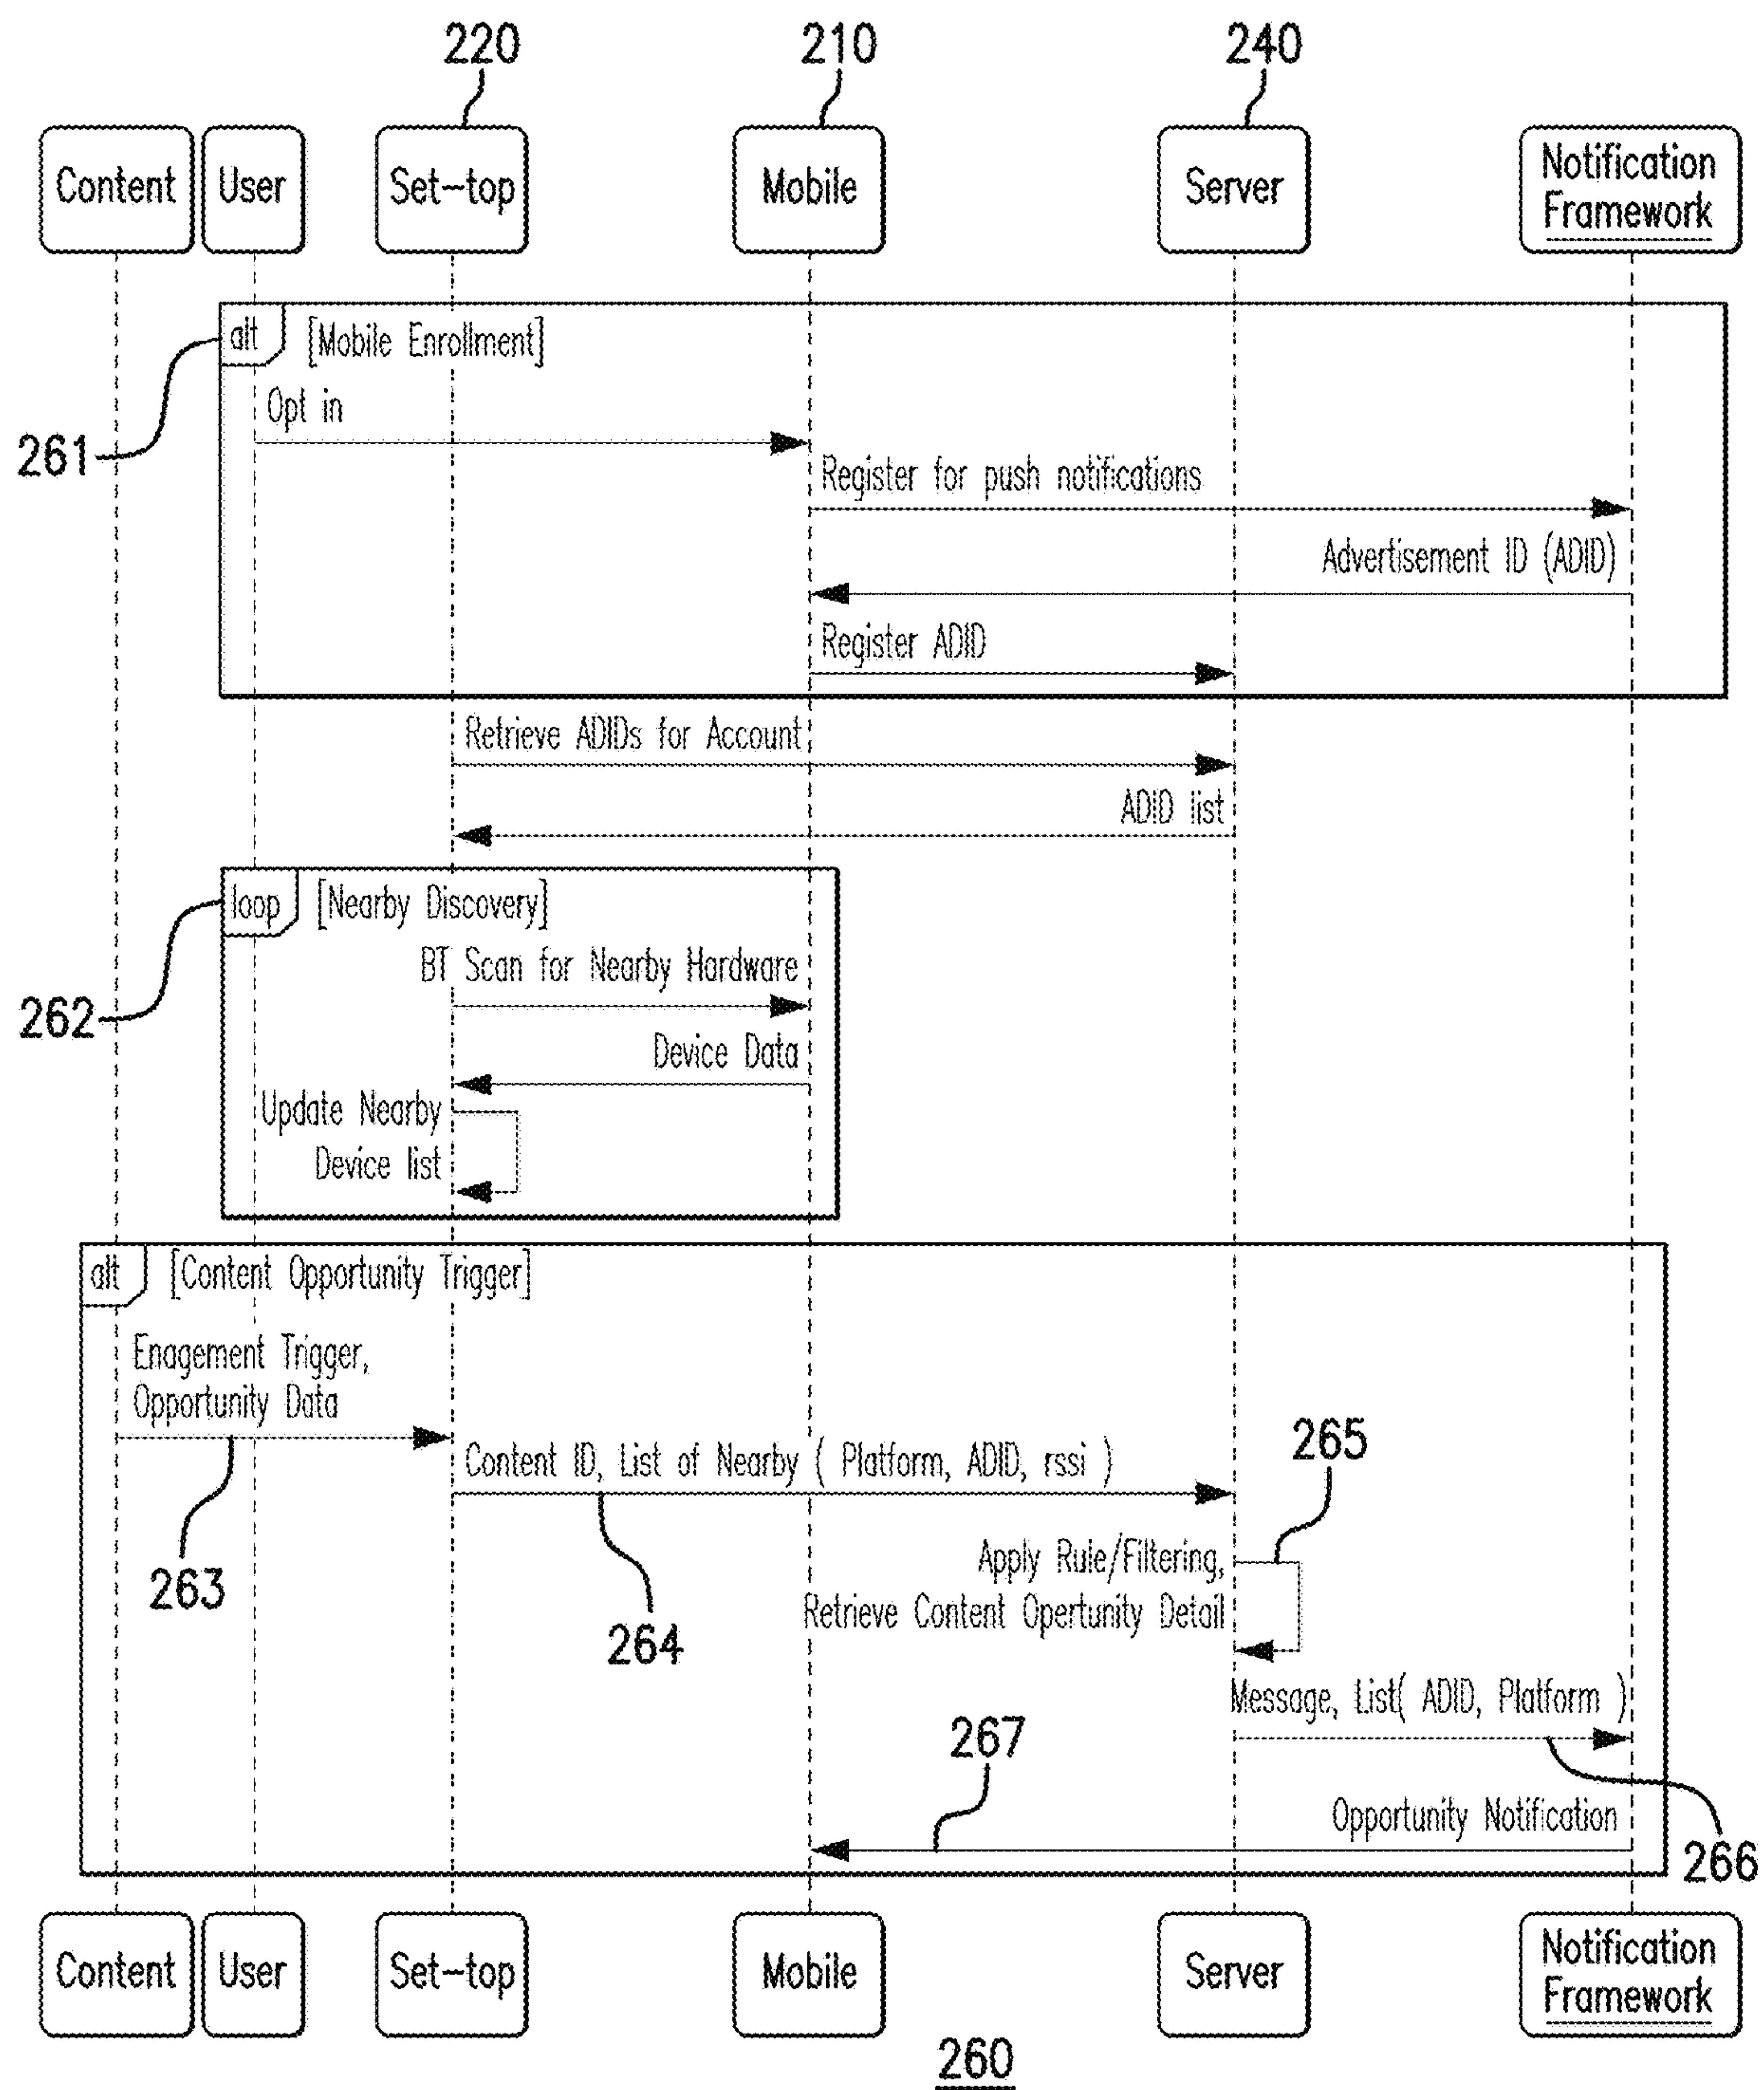 220
210
240
Content
User
Set-top
Mobile
Server
Notification
Framework
alt
[Mobile Enrollment]
Opt in
261
Register for push notifications
Advertisement ID (ADID)
Register ADID
Retrieve ADIDs for Account
ADID list
loop
[Nearby Discovery]
BT Scan for Nearby Hardware
262
Device Data
Update Nearby
Device list
alt
[Content Opportunity Trigger]
Enagement Trigger,
Opportunity Data
263
Content ID, List of Nearby ( Platform, ADID, rssi )
264
265
Apply Rule/Filtering,
Retrieve Content Opertunity Detail
Message, List( ADID, Platform )
267
Opportunity Notification
266
Content
User
Set-top
Mobile
Server
Notification
Framework
260